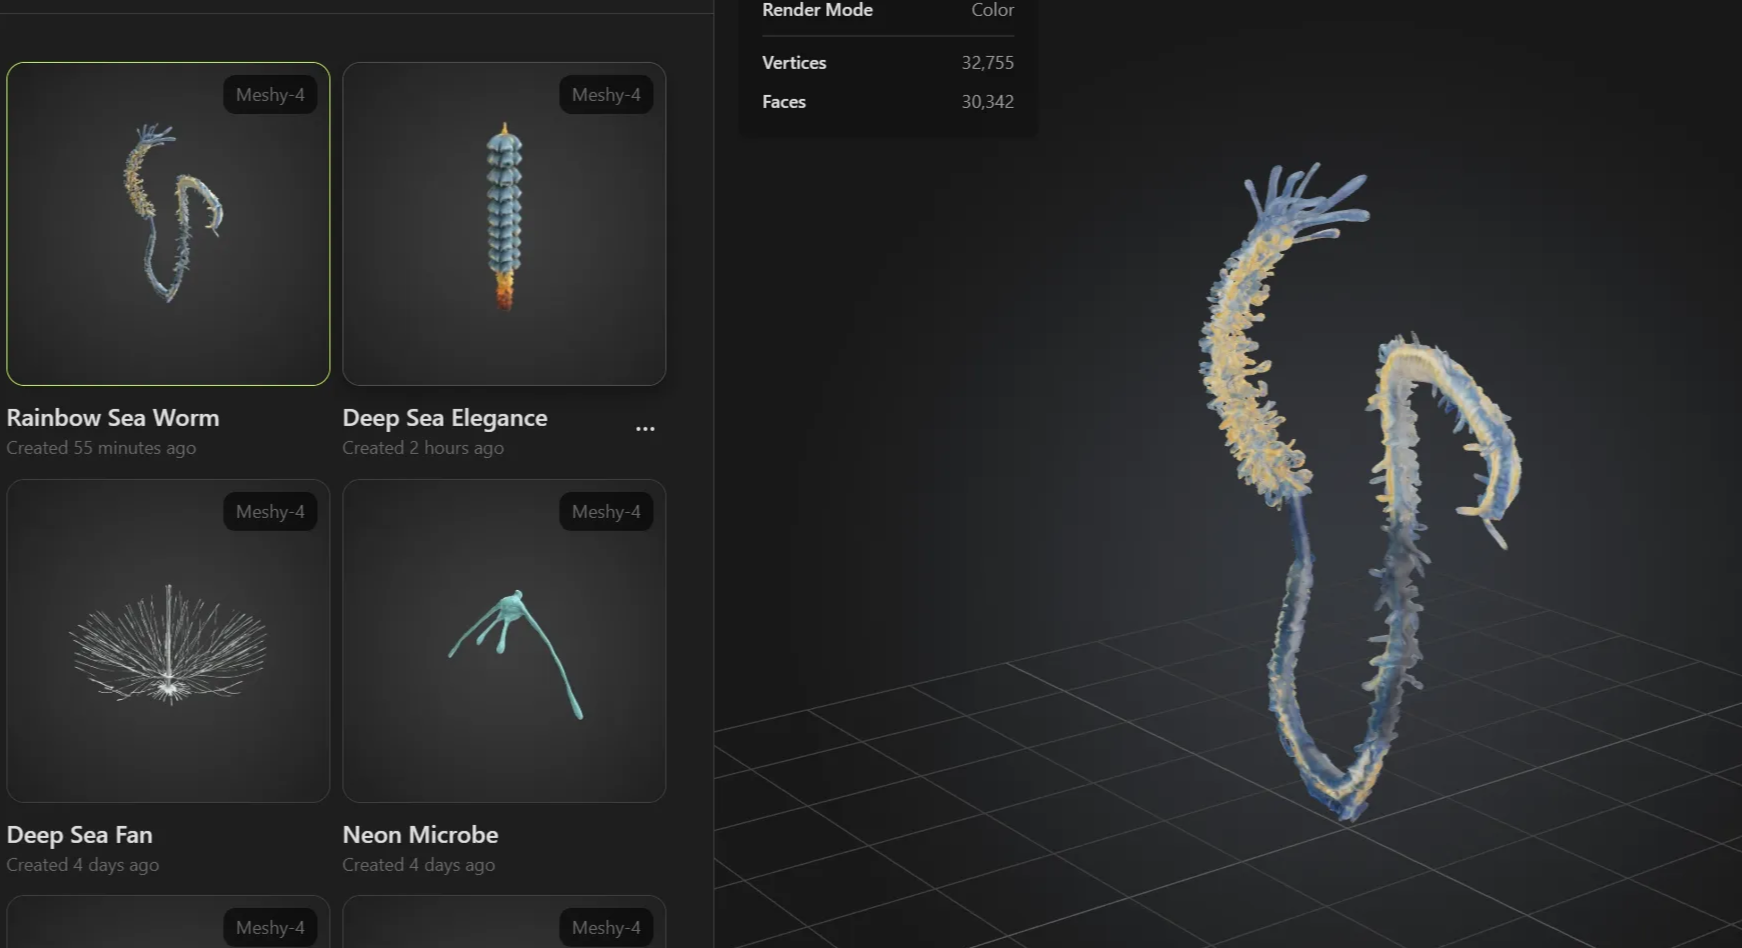 Render Mode Color
Vertices 32,755
Faces 30,342
Meshy-4
Meshy-4
Rainbow Sea Worm
Created 55 minutes ago
Deep Sea Elegance
Created 2 hours ago
...
Meshy-4
Meshy-4
Deep Sea Fan
Created 4 days ago
Neon Microbe
Created 4 days ago
Meshy-4
Meshy-4